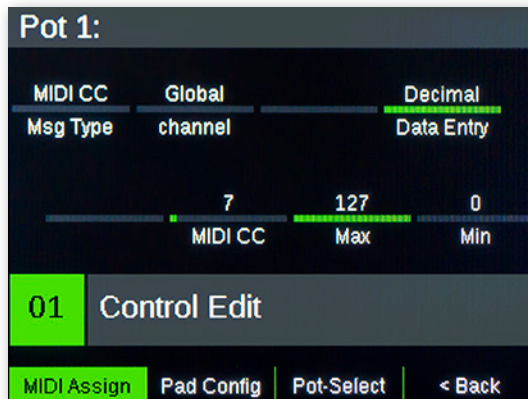 Pot 1:
MIDI CC Global Decimal
Msg Type channel Data Entry
7 127 0
MIDI CC Max Min
01 Control Edit
MIDI Assign Pad Config Pot-Select < Back